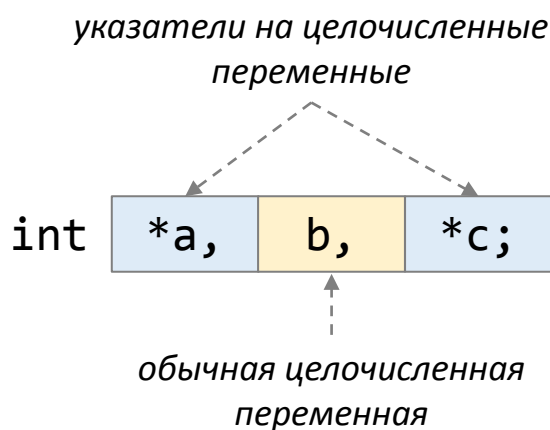 указатели на целочисленные
переменные
int *a, b, *c;
обычная целочисленная
переменная